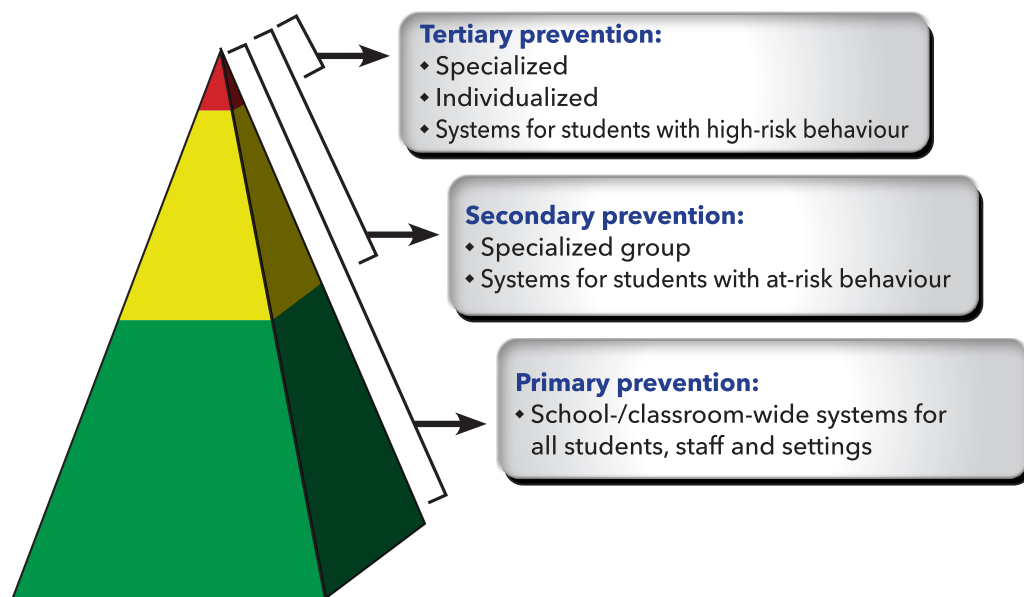 Tertiary prevention:
◆ Specialized
◆ Individualized
◆ Systems for students with high-risk behaviour
Secondary prevention:
◆ Specialized group
◆ Systems for students with at-risk behaviour
Primary prevention:
◆ School-/classroom-wide systems for
all students, staff and settings